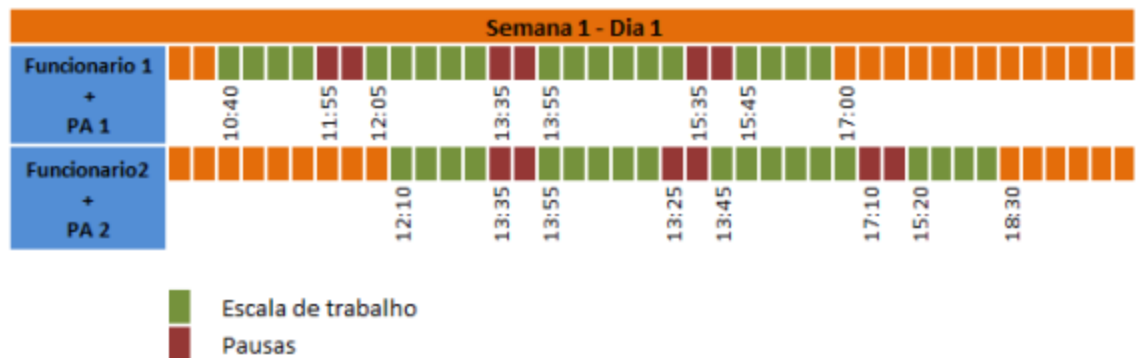 Semana 1 - Dia 1
Funcionario 1
+
PA 1
10:40
11:55
12:05
13:35
13:55
15:35
15:45
17:00
Funcionario2
+
PA 2
12:10
13:35
13:55
13:25
13:45
17:10
15:20
18:30
Escala de trabalho
Pausas